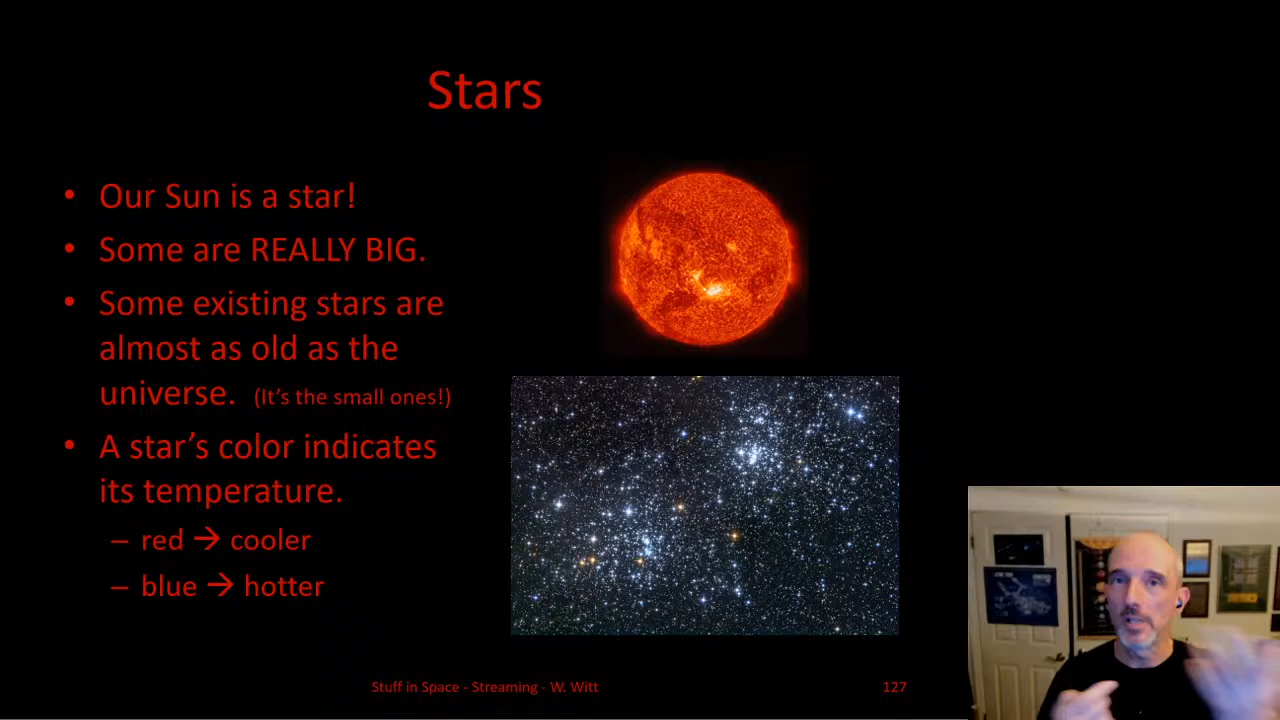 Stars
• Our Sun is a star!
• Some are REALLY BIG.
• Some existing stars are
almost as old as the
universe. (It's the small ones!)
• A star's color indicates
its temperature.
– red → cooler
– blue → hotter
Stuff in Space - Streaming - W. Witt
127